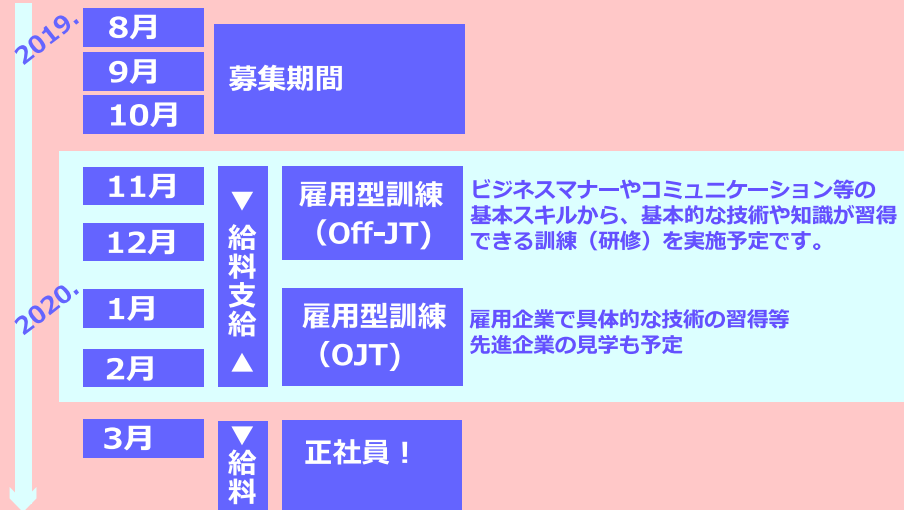 2019.
8月
9月
10月
募集期間
11月
12月
▼
給料支給
▲
雇用型訓練
（Off-JT)
ビジネスマナーやコミュニケーション等の
基本スキルから、基本的な技術や知識が習得
できる訓練（研修）を実施予定です。
2020.
1月
2月
雇用型訓練
（OJT)
雇用企業で具体的な技術の習得等
先進企業の見学も予定
3月
▼
給料
正社員！